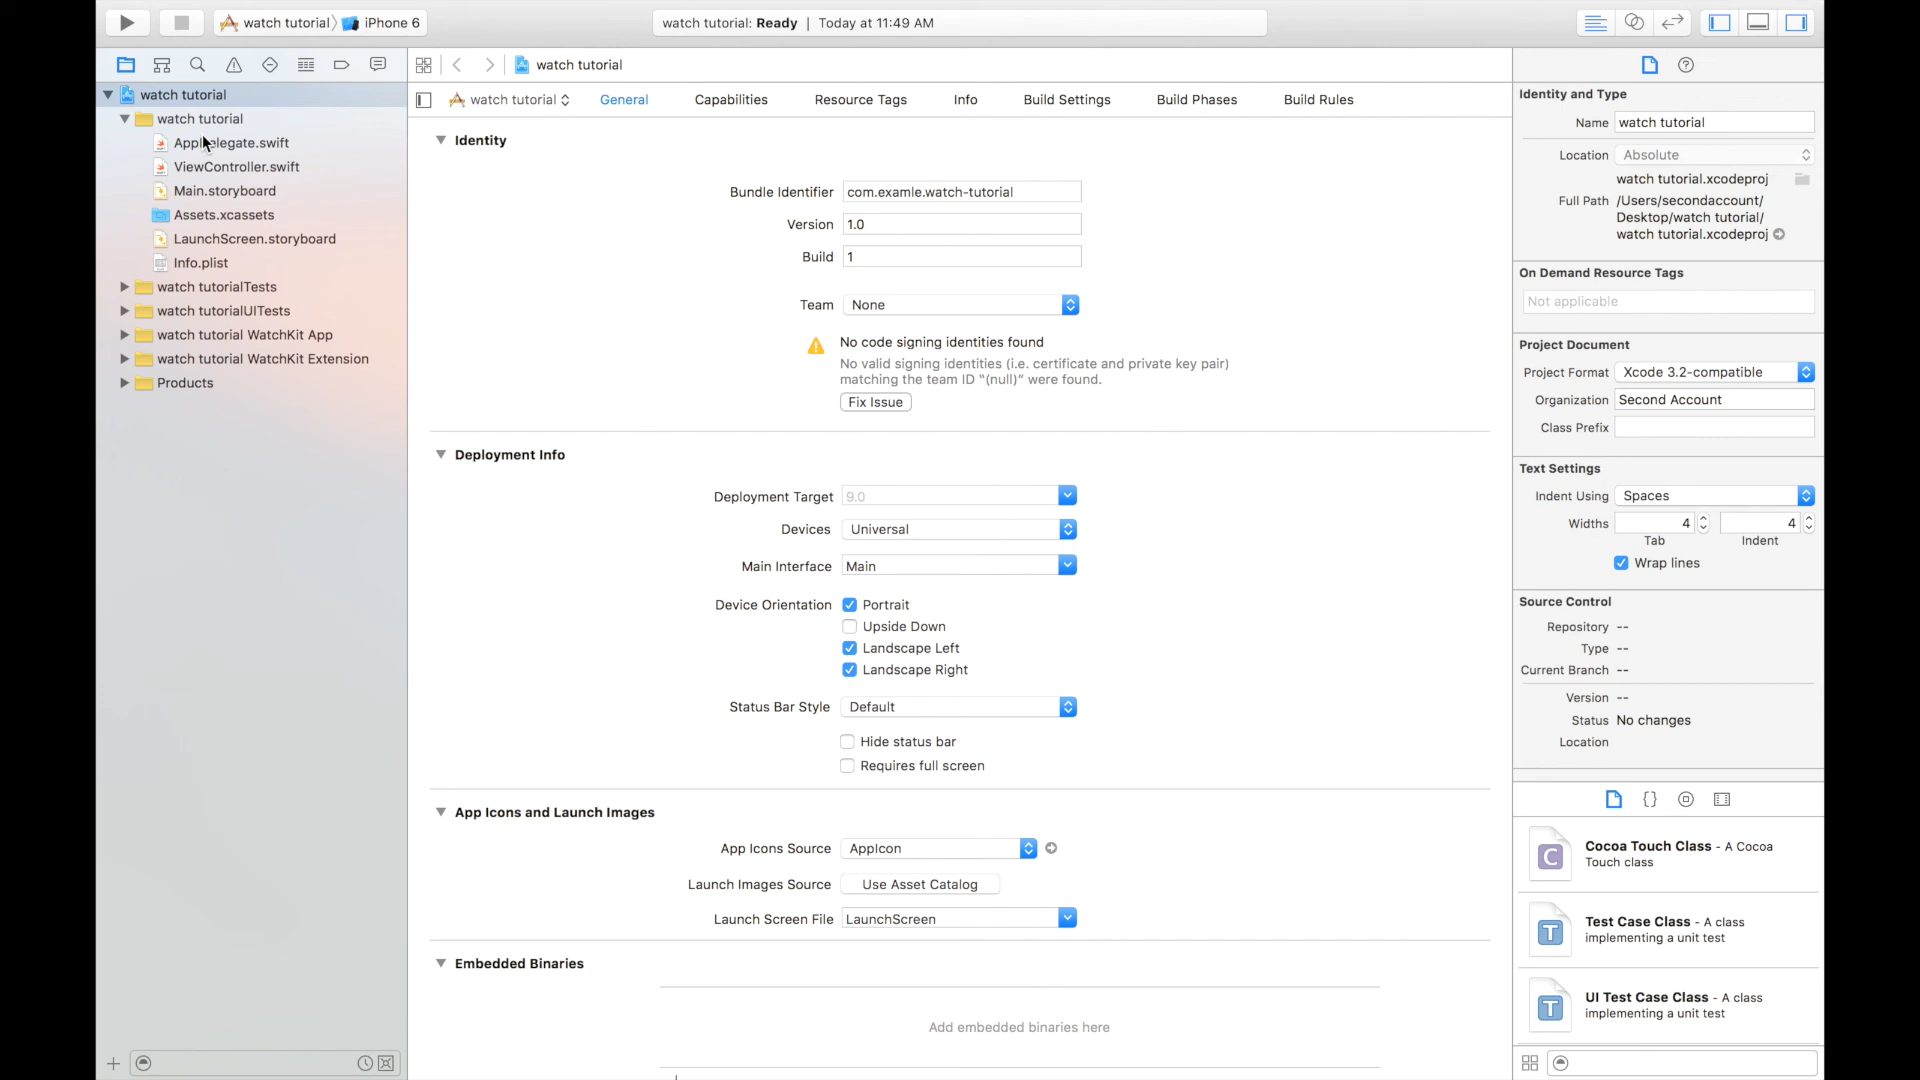 watch tutorial
iPhone 6
watch tutorial: Ready | Today at 11:49 AM
watch tutorial
watch tutorial
General
Capabilities
Resource Tags
Info
Build Settings
Build Phases
Build Rules
watch tutorial
watch tutorial
AppDelegate.swift
ViewController.swift
Main.storyboard
Assets.xcassets
LaunchScreen.storyboard
Info.plist
watch tutorialTests
watch tutorialUITests
watch tutorial WatchKit App
watch tutorial WatchKit Extension
Products
Identity
Bundle Identifier com.examle.watch-tutorial
Version 1.0
Build 1
Team None
No code signing identities found
No valid signing identities (i.e. certificate and private key pair)
matching the team ID “(null)” were found.
Fix Issue
Deployment Info
Deployment Target 9.0
Devices Universal
Main Interface Main
Device Orientation Portrait
Upside Down
Landscape Left
Landscape Right
Status Bar Style Default
Hide status bar
Requires full screen
App Icons and Launch Images
App Icons Source AppIcon
Launch Images Source Use Asset Catalog
Launch Screen File LaunchScreen
Embedded Binaries
Add embedded binaries here
Identity and Type
Name watch tutorial
Location Absolute
watch tutorial.xcodeproj
Full Path /Users/secondaccount/
Desktop/watch tutorial/
watch tutorial.xcodeproj
On Demand Resource Tags
Not applicable
Project Document
Project Format Xcode 3.2-compatible
Organization Second Account
Class Prefix
Text Settings
Indent Using Spaces
Widths 4 4
Tab Indent
Wrap lines
Source Control
Repository --
Type --
Current Branch --
Version --
Status No changes
Location
Cocoa Touch Class - A Cocoa
Touch class
Test Case Class - A class
implementing a unit test
UI Test Case Class - A class
implementing a unit test